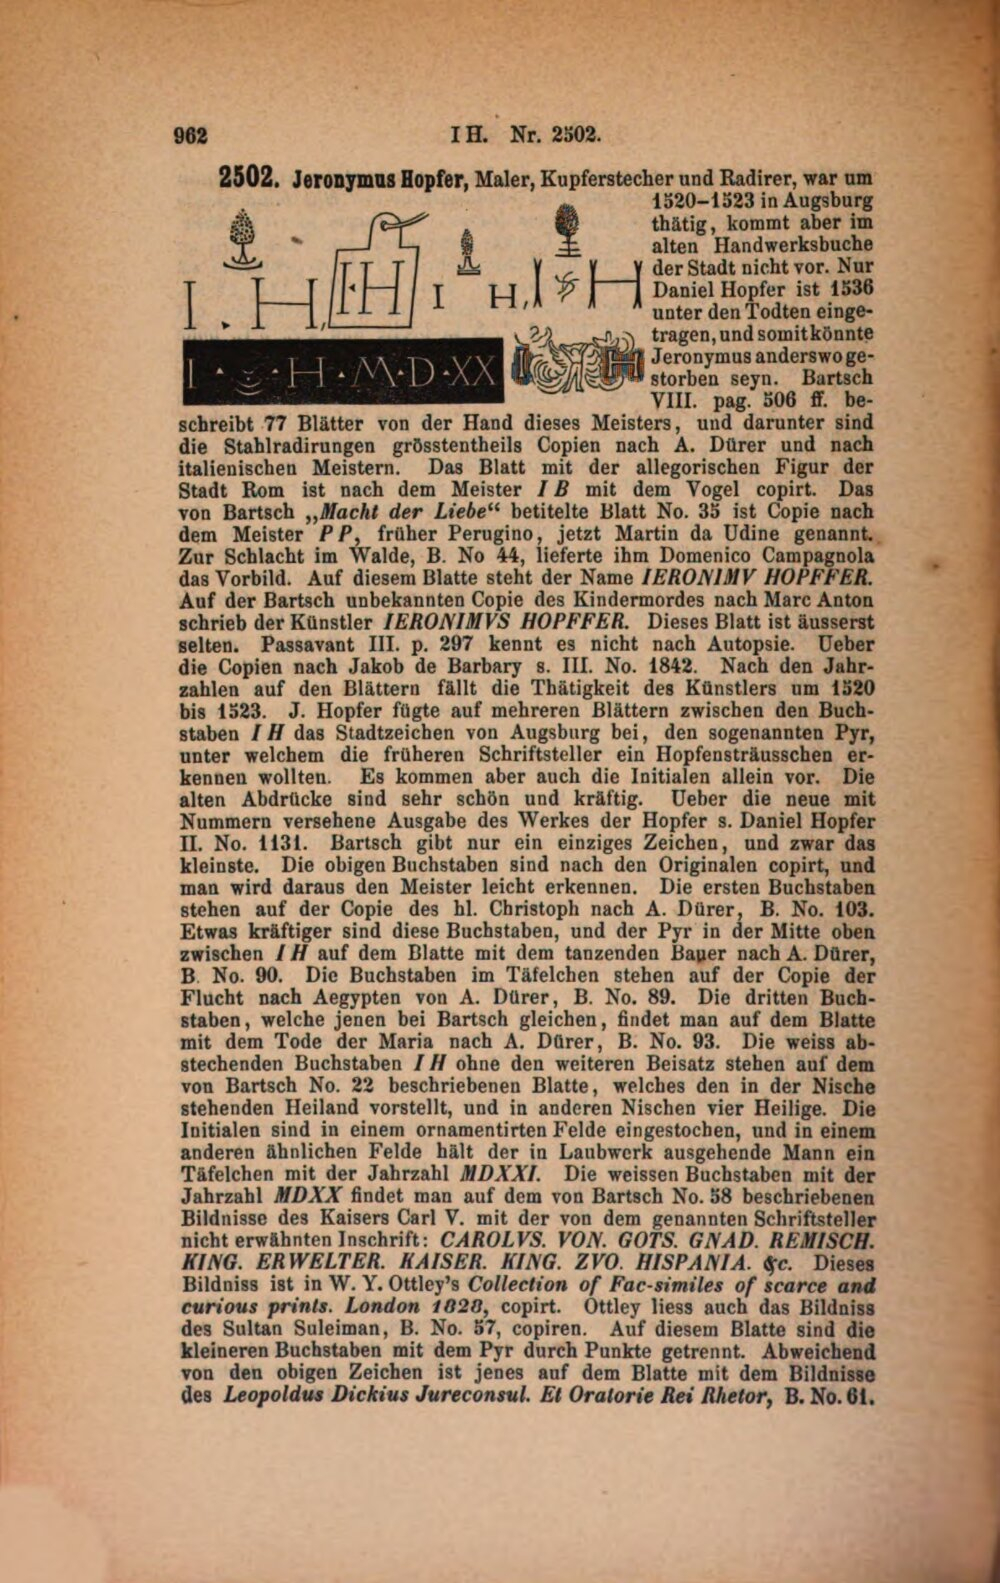 962
IH. Nr. 2502.
2502. Jeronymus Hopfer, Maler, Kupferstecher und Radirer, war um
1520–1523 in Augsburg
thätig, kommt aber im
alten Handwerksbuche
der Stadt nicht vor. Nur
Daniel Hopfer ist 1536
unter den Todten einge-
tragen, und somit könnte
Jeronymus anderswo ge-
storben seyn. Bartsch
VIII. pag. 506 ff. be-
I . H
IH
I H,
I H
I · H · M · D · XX
I H
schreibt 77 Blätter von der Hand dieses Meisters, und darunter sind
die Stahlradirungen grösstentheils Copien nach A. Dürer und nach
italienischen Meistern. Das Blatt mit der allegorischen Figur der
Stadt Rom ist nach dem Meister IB mit dem Vogel copirt. Das
von Bartsch „Macht der Liebe“ betitelte Blatt No. 35 ist Copie nach
dem Meister PP, früher Perugino, jetzt Martin da Udine genannt.
Zur Schlacht im Walde, B. No 44, lieferte ihm Domenico Campagnola
das Vorbild. Auf diesem Blatte steht der Name IERONIMV HOPFFER.
Auf der Bartsch unbekannten Copie des Kindermordes nach Marc Anton
schrieb der Künstler IERONIMVS HOPFFER. Dieses Blatt ist äusserst
selten. Passavant III. p. 297 kennt es nicht nach Autopsie. Ueber
die Copien nach Jakob de Barbary s. III. No. 1842. Nach den Jahr-
zahlen auf den Blättern fällt die Thätigkeit des Künstlers um 1520
bis 1523. J. Hopfer fügte auf mehreren Blättern zwischen den Buch-
staben IH das Stadtzeichen von Augsburg bei, den sogenannten Pyr,
unter welchem die früheren Schriftsteller ein Hopfensträusschen er-
kennen wollten. Es kommen aber auch die Initialen allein vor. Die
alten Abdrücke sind sehr schön und kräftig. Ueber die neue mit
Nummern versehene Ausgabe des Werkes der Hopfer s. Daniel Hopfer
II. No. 1131. Bartsch gibt nur ein einziges Zeichen, und zwar das
kleinste. Die obigen Buchstaben sind nach den Originalen copirt, und
man wird daraus den Meister leicht erkennen. Die ersten Buchstaben
stehen auf der Copie des hl. Christoph nach A. Dürer, B. No. 103.
Etwas kräftiger sind diese Buchstaben, und der Pyr in der Mitte oben
zwischen IH auf dem Blatte mit dem tanzenden Bauer nach A. Dürer,
B. No. 90. Die Buchstaben im Täfelchen stehen auf der Copie der
Flucht nach Aegypten von A. Dürer, B. No. 89. Die dritten Buch-
staben, welche jenen bei Bartsch gleichen, findet man auf dem Blatte
mit dem Tode der Maria nach A. Dürer, B. No. 93. Die weiss ab-
stechenden Buchstaben IH ohne den weiteren Beisatz stehen auf dem
von Bartsch No. 22 beschriebenen Blatte, welches den in der Nische
stehenden Heiland vorstellt, und in anderen Nischen vier Heilige. Die
Initialen sind in einem ornamentirten Felde eingestochen, und in einem
anderen ähnlichen Felde hält der in Laubwerk ausgehende Mann ein
Täfelchen mit der Jahrzahl MDXXI. Die weissen Buchstaben mit der
Jahrzahl MDXX findet man auf dem von Bartsch No. 58 beschriebenen
Bildnisse des Kaisers Carl V. mit der von dem genannten Schriftsteller
nicht erwähnten Inschrift: CAROLVS. VON. GOTS. GNAD. REMISCH.
KING. ERWELTER. KAISER. KING. ZVO. HISPANIA. &c. Dieses
Bildniss ist in W. Y. Ottley's Collection of Fac-similes of scarce and
curious prints. London 1828, copirt. Ottley liess auch das Bildniss
des Sultan Suleiman, B. No. 57, copiren. Auf diesem Blatte sind die
kleineren Buchstaben mit dem Pyr durch Punkte getrennt. Abweichend
von den obigen Zeichen ist jenes auf dem Blatte mit dem Bildnisse
des Leopoldus Dickius Jureconsul. Et Oratorie Rei Rhetor, B. No. 61.